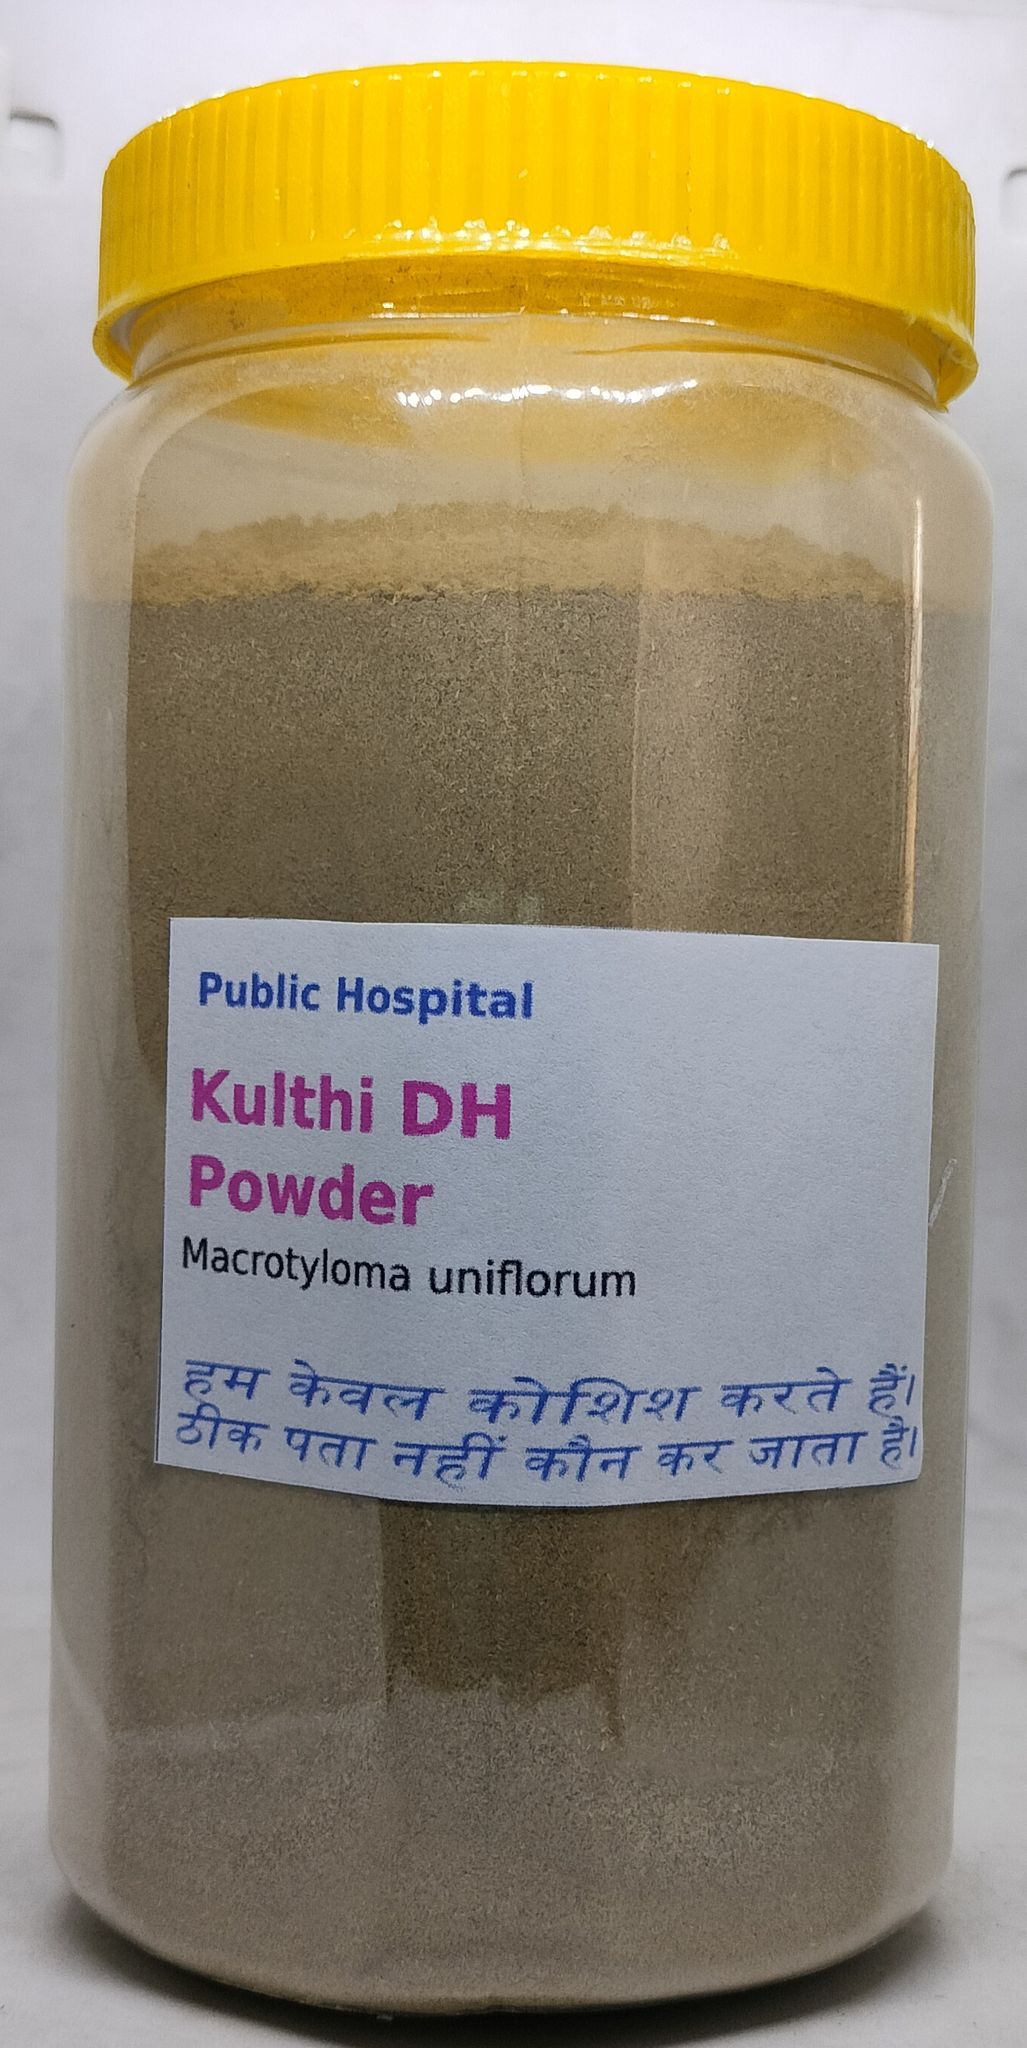 Public Hospital
Kulthi DH
Powder
Macrotyloma uniflorum
हम केवल कोशिश करते हैं।
ठीक पता नहीं कौन कर जाता है।